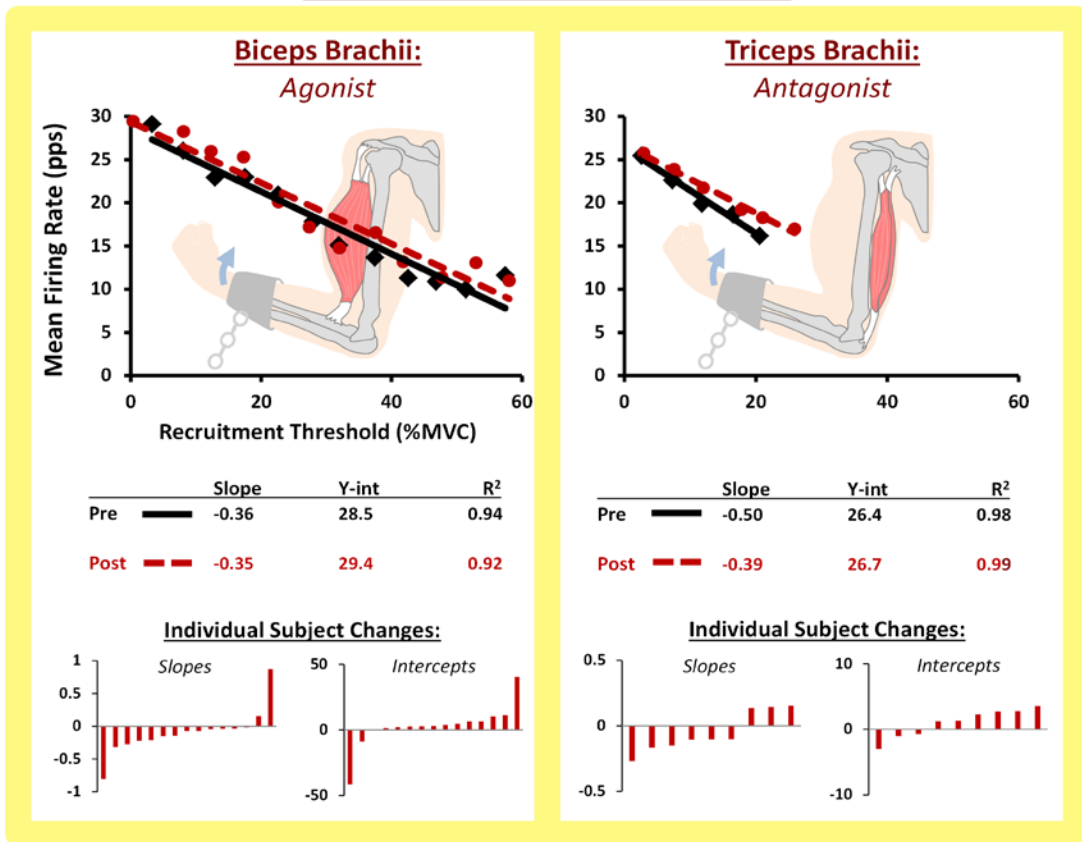 Biceps Brachii:
Agonist
30
25
20
15
10
5
0
Mean Firing Rate (pps)
0 20 40 60
Recruitment Threshold (%MVC)
Slope Y-int R²
Pre -0.36 28.5 0.94
Post -0.35 29.4 0.92
Individual Subject Changes:
Slopes
1
0.5
0
-0.5
-1
Intercepts
50
0
-50
Triceps Brachii:
Antagonist
30
25
20
15
10
5
0
0 20 40 60
Slope Y-int R²
Pre -0.50 26.4 0.98
Post -0.39 26.7 0.99
Individual Subject Changes:
Slopes
0.5
0
-0.5
Intercepts
10
0
-10